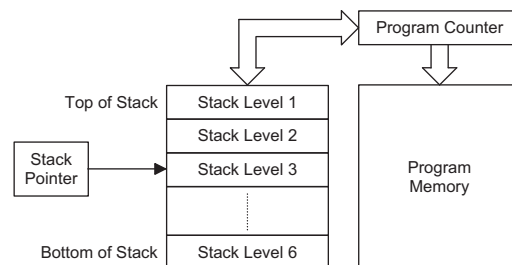 Program Counter
Top of Stack
Stack Level 1
Stack Level 2
Stack
Pointer
Stack Level 3
Program
Memory
Bottom of Stack
Stack Level 6